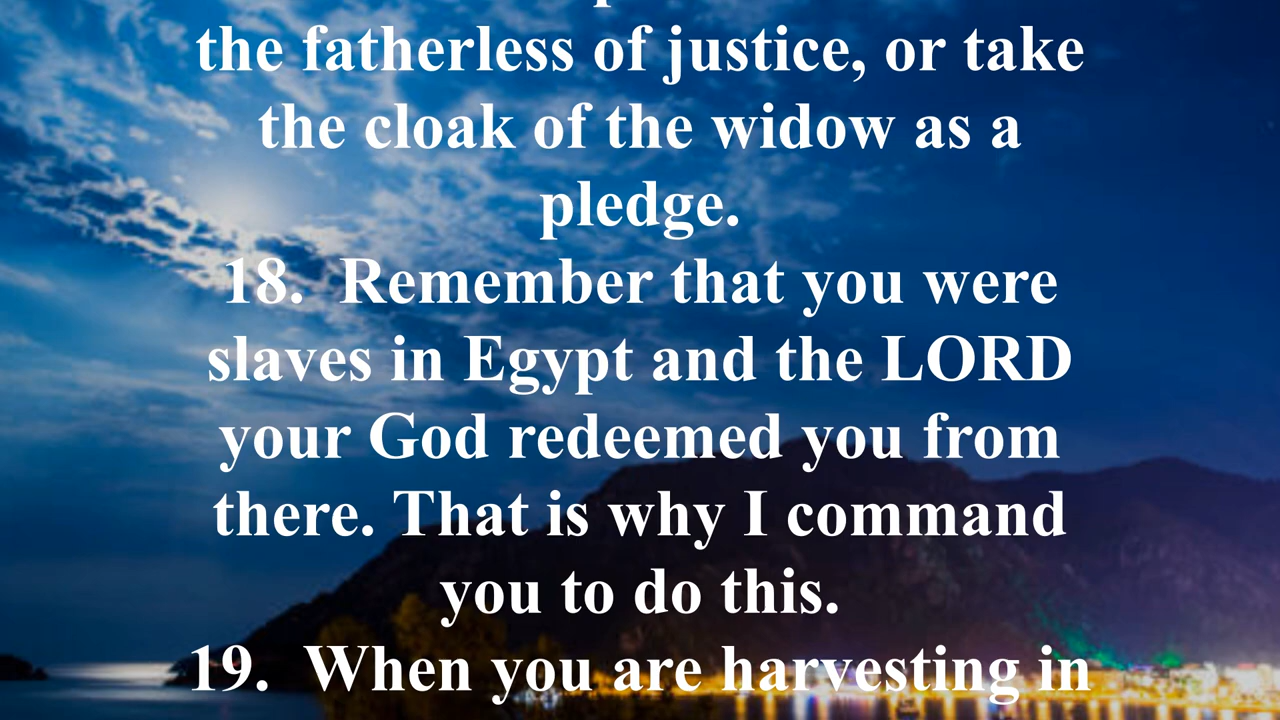 the fatherless of justice, or take
the cloak of the widow as a
pledge.
18. Remember that you were
slaves in Egypt and the LORD
your God redeemed you from
there. That is why I command
you to do this.
19. When you are harvesting in